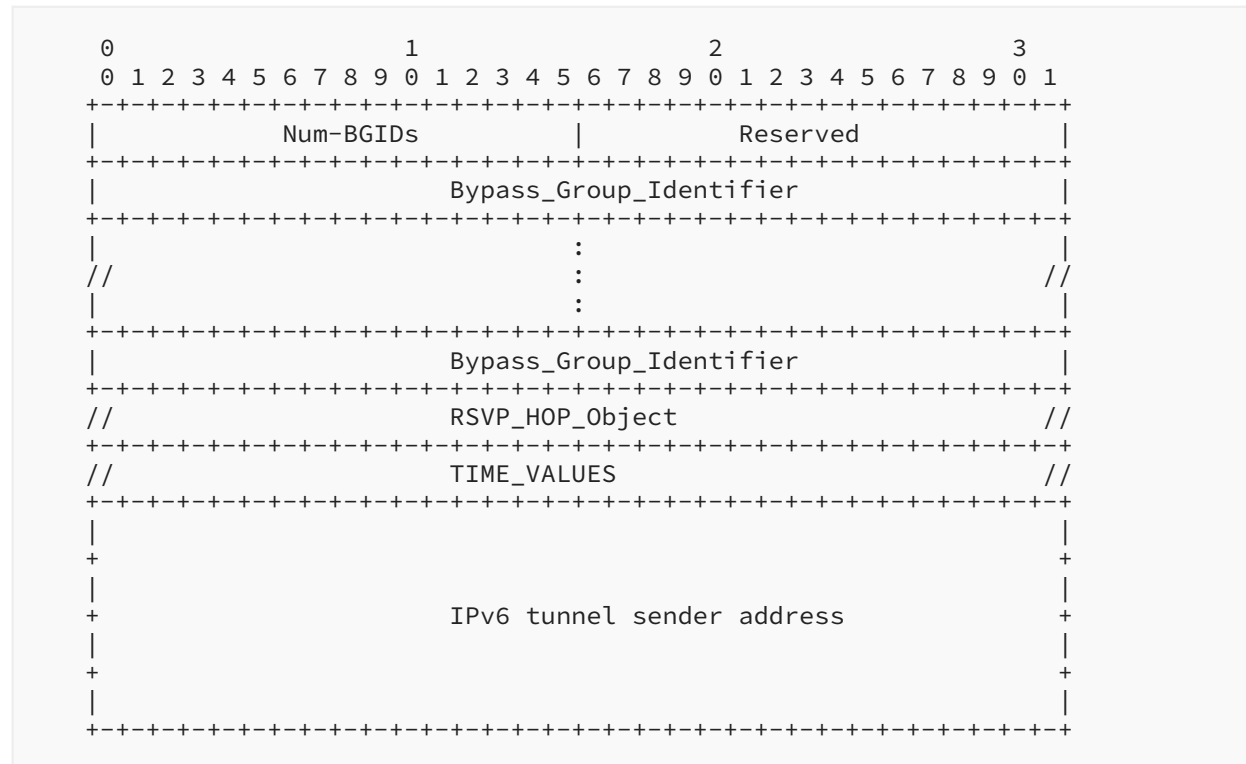 0                   1                   2                   3
 0 1 2 3 4 5 6 7 8 9 0 1 2 3 4 5 6 7 8 9 0 1 2 3 4 5 6 7 8 9 0 1
+-+-+-+-+-+-+-+-+-+-+-+-+-+-+-+-+-+-+-+-+-+-+-+-+-+-+-+-+-+-+-+-+
|            Num-BGIDs          |          Reserved             |
+-+-+-+-+-+-+-+-+-+-+-+-+-+-+-+-+-+-+-+-+-+-+-+-+-+-+-+-+-+-+-+-+
|                       Bypass_Group_Identifier                 |
+-+-+-+-+-+-+-+-+-+-+-+-+-+-+-+-+-+-+-+-+-+-+-+-+-+-+-+-+-+-+-+-+
|                               :                               |
//                              :                              //
|                               :                               |
+-+-+-+-+-+-+-+-+-+-+-+-+-+-+-+-+-+-+-+-+-+-+-+-+-+-+-+-+-+-+-+-+
|                       Bypass_Group_Identifier                 |
+-+-+-+-+-+-+-+-+-+-+-+-+-+-+-+-+-+-+-+-+-+-+-+-+-+-+-+-+-+-+-+-+
//                      RSVP_HOP_Object                        //
+-+-+-+-+-+-+-+-+-+-+-+-+-+-+-+-+-+-+-+-+-+-+-+-+-+-+-+-+-+-+-+-+
//                      TIME_VALUES                            //
+-+-+-+-+-+-+-+-+-+-+-+-+-+-+-+-+-+-+-+-+-+-+-+-+-+-+-+-+-+-+-+-+
|                                                               |
+                                                               +
|                                                               |
+                       IPv6 tunnel sender address              +
|                                                               |
+                                                               +
|                                                               |
+-+-+-+-+-+-+-+-+-+-+-+-+-+-+-+-+-+-+-+-+-+-+-+-+-+-+-+-+-+-+-+-+